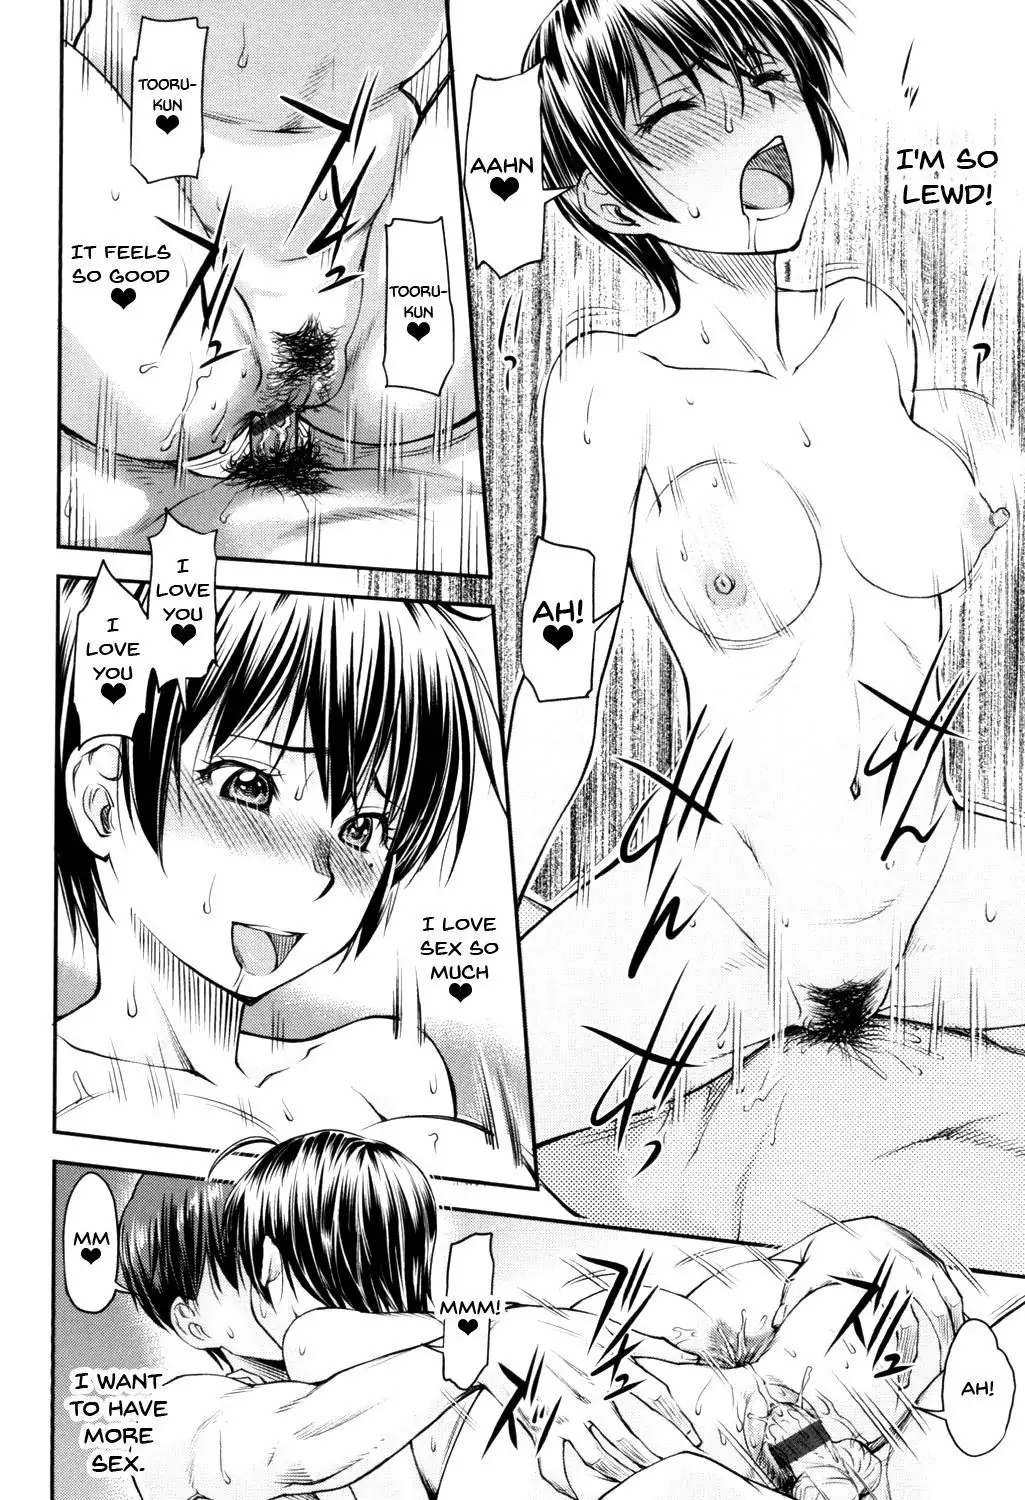 I'M SO
LEWD!
AAHN
♥
AH!
♥
TOORU-
KUN
♥
TOORU-
KUN
♥
IT FEELS
SO GOOD
♥
I
LOVE
YOU
♥
I
LOVE
YOU
♥
I LOVE
SEX SO
MUCH
♥
MM
♥
MMM!
♥
AH!
I WANT
TO HAVE
MORE
SEX.